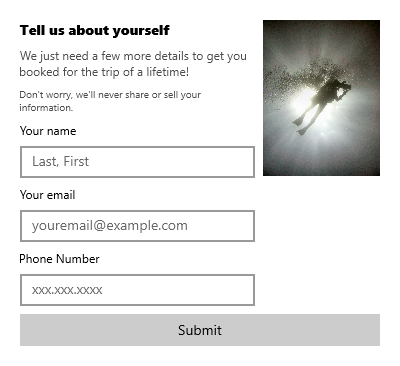 Tell us about yourself
We just need a few more details to get you
booked for the trip of a lifetime!
Don't worry, we'll never share or sell your
information.
Your name
Last, First
Your email
youremail@example.com
Phone Number
xxx.xxx.xxxx
Submit